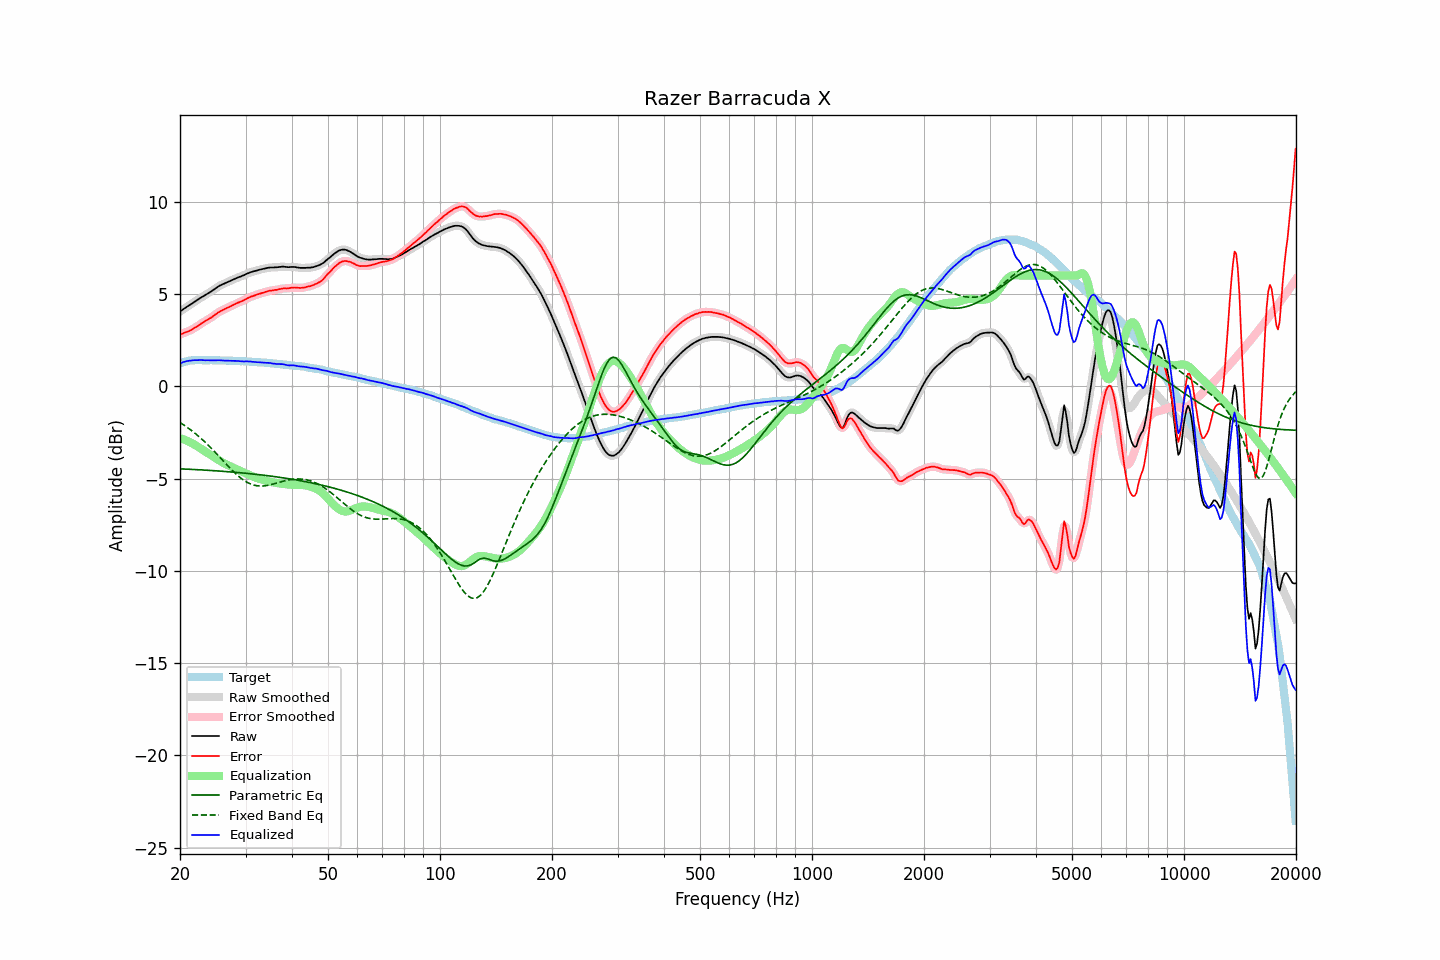 Razer Barracuda X
Amplitude (dBr)
10
5
0
−5
−10
−15
−20
−25
Target
Raw Smoothed
Error Smoothed
Raw
Error
Equalization
Parametric Eq
Fixed Band Eq
Equalized
20 50 100 200 500 1000 2000 5000 10000 20000
Frequency (Hz)